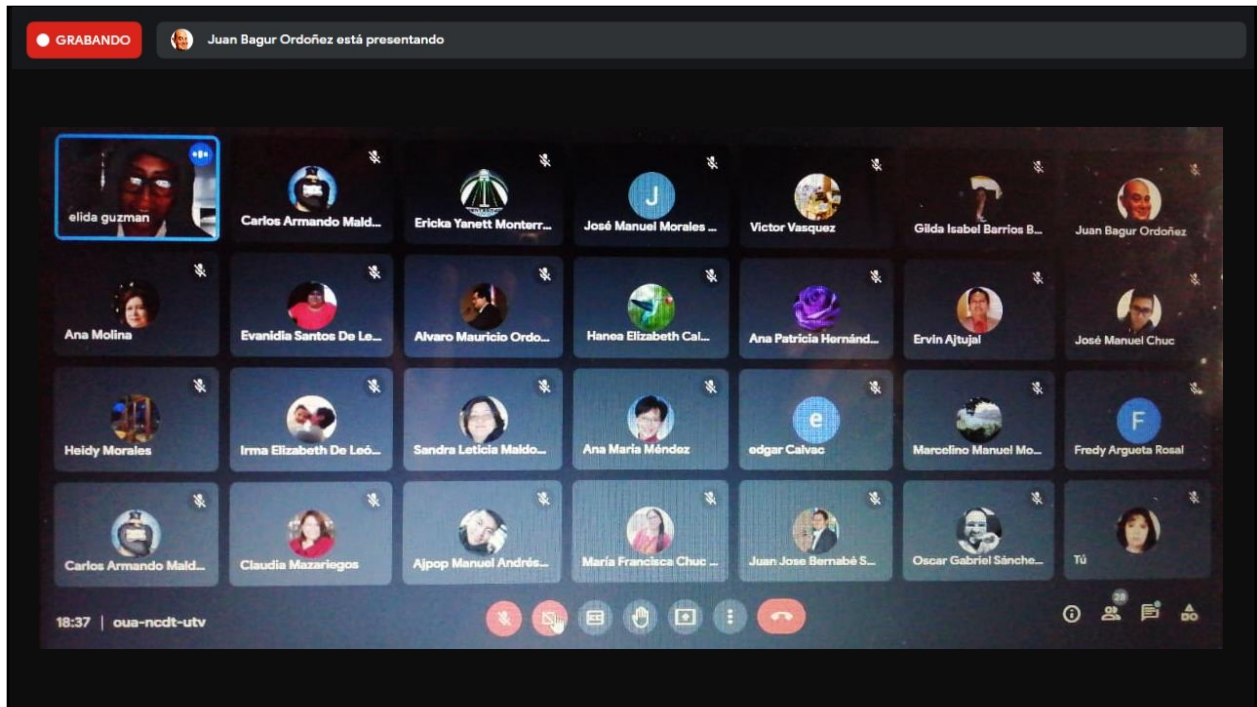 GRABANDO
Juan Bagur Ordoñez está presentando
elida guzman
Carlos Armando Mald...
Ericka Yanett Monterr...
J
José Manuel Morales ...
Victor Vasquez
Gilda Isabel Barrios B...
Juan Bagur Ordoñez
Ana Molina
Evanidia Santos De Le...
Alvaro Mauricio Ordo...
Hanea Elizabeth Cal...
Ana Patricia Hernánd...
Ervin Ajtujal
José Manuel Chuc
Heidy Morales
Irma Elizabeth De Leó...
Sandra Leticia Maldo...
Ana María Méndez
e
edgar Calvac
Marcelino Manuel Mo...
F
Fredy Argueta Rosal
Carlos Armando Mald...
Claudia Mazariegos
Ajpop Manuel Andrés...
María Francisca Chuc ...
Juan Jose Bernabé S...
Oscar Gabriel Sánche...
Tú
18:37 | oua-ncdt-utv
CC
28